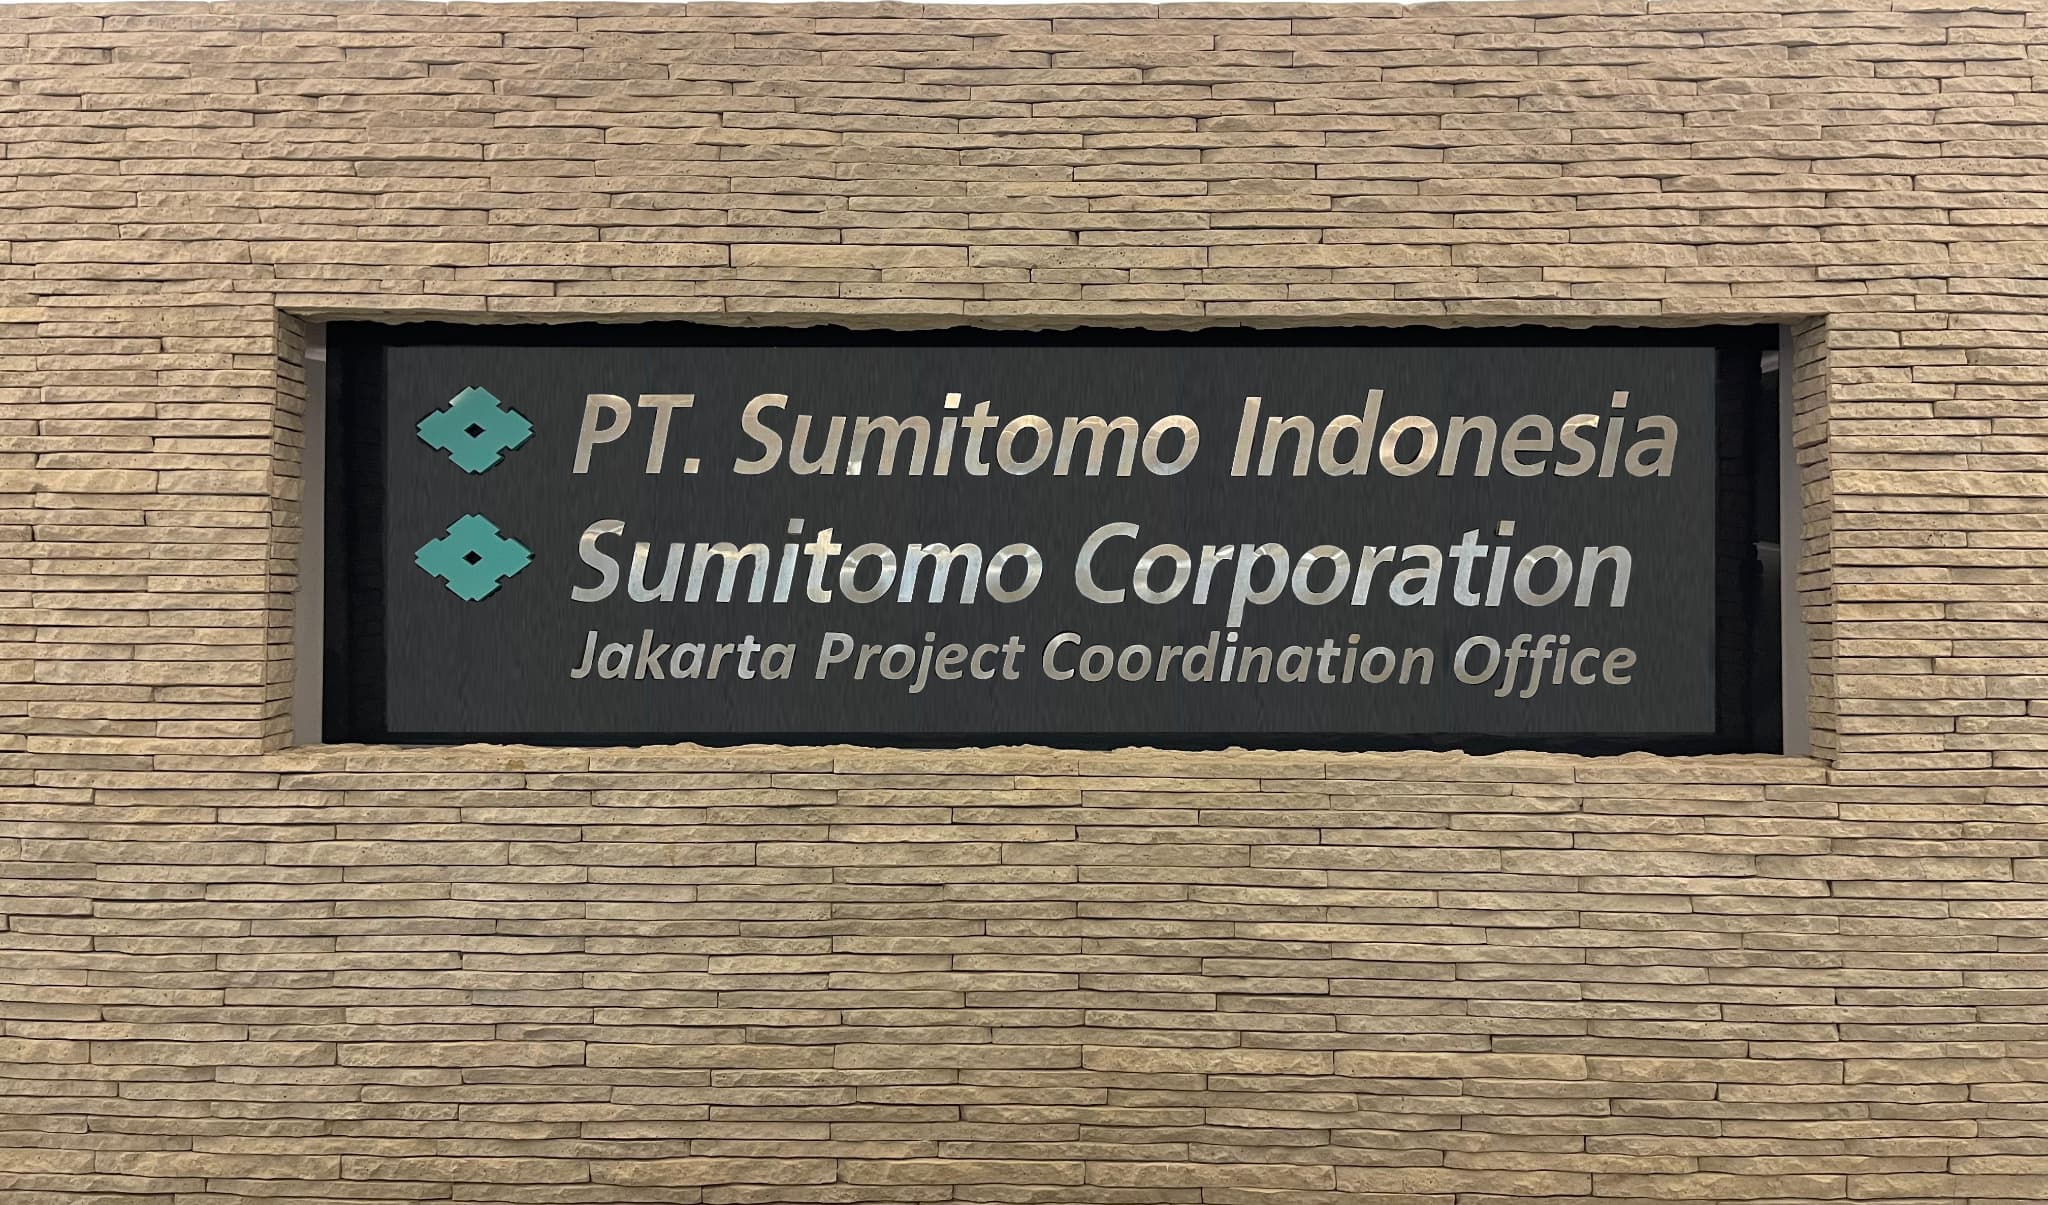 PT. Sumitomo Indonesia
Sumitomo Corporation
Jakarta Project Coordination Office